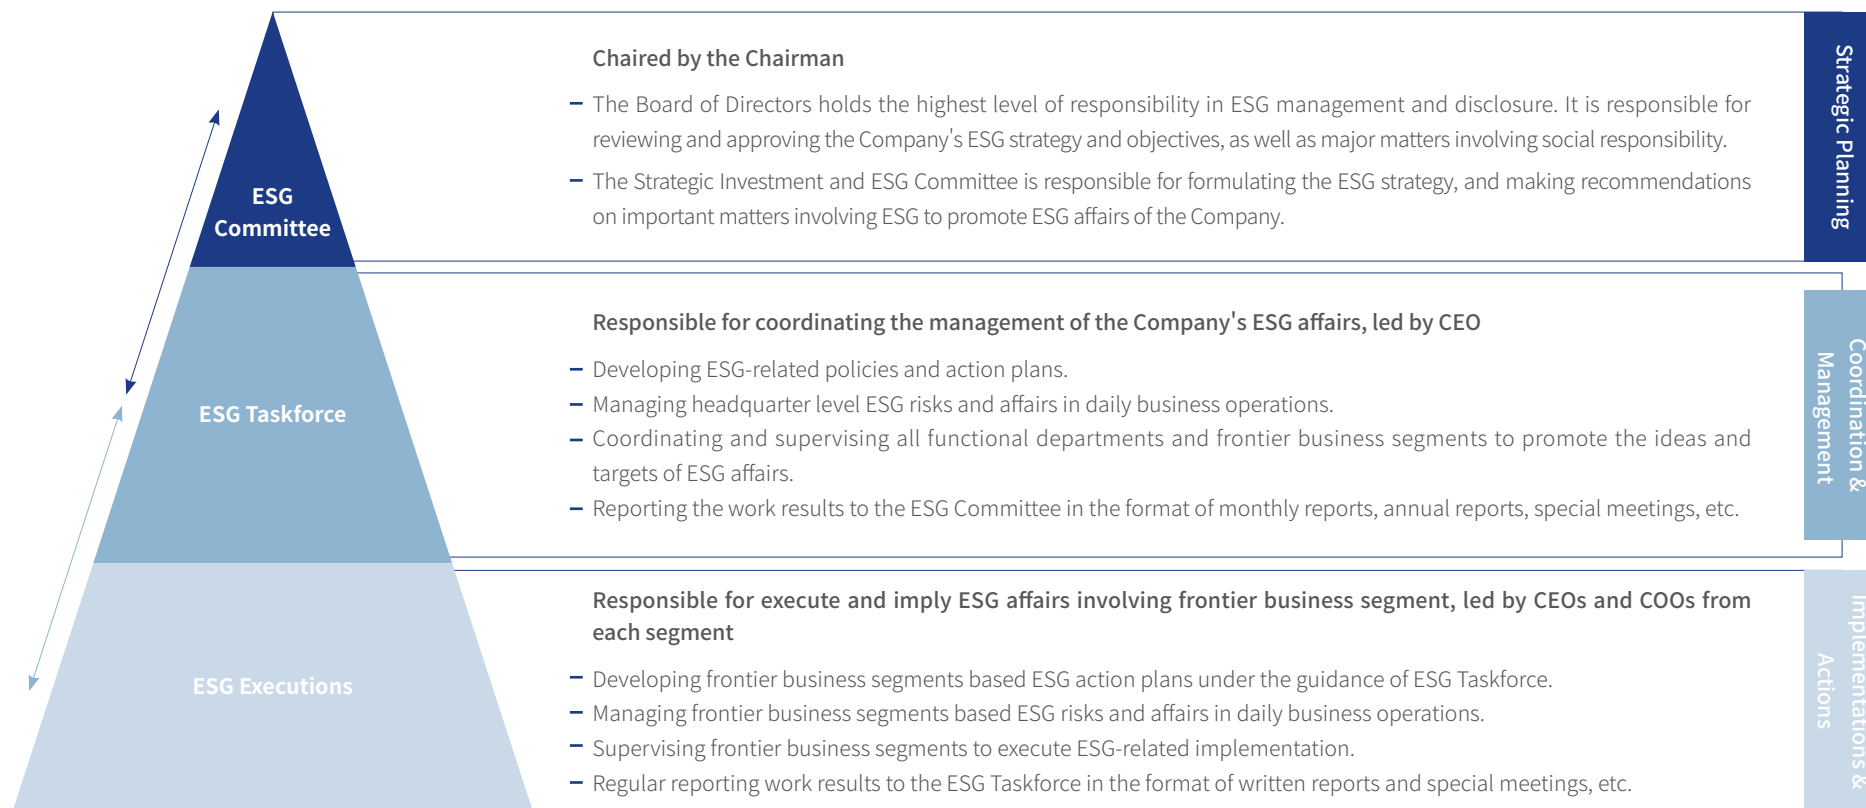 Chaired by the Chairman
– The Board of Directors holds the highest level of responsibility in ESG management and disclosure. It is responsible for
reviewing and approving the Company's ESG strategy and objectives, as well as major matters involving social responsibility.
– The Strategic Investment and ESG Committee is responsible for formulating the ESG strategy, and making recommendations
on important matters involving ESG to promote ESG affairs of the Company.
ESG
Committee
Strategic Planning
Responsible for coordinating the management of the Company's ESG affairs, led by CEO
– Developing ESG-related policies and action plans.
– Managing headquarter level ESG risks and affairs in daily business operations.
– Coordinating and supervising all functional departments and frontier business segments to promote the ideas and
targets of ESG affairs.
– Reporting the work results to the ESG Committee in the format of monthly reports, annual reports, special meetings, etc.
ESG Taskforce
Coordination &
Management
Responsible for execute and imply ESG affairs involving frontier business segment, led by CEOs and COOs from
each segment
– Developing frontier business segments based ESG action plans under the guidance of ESG Taskforce.
– Managing frontier business segments based ESG risks and affairs in daily business operations.
– Supervising frontier business segments to execute ESG-related implementation.
– Regular reporting work results to the ESG Taskforce in the format of written reports and special meetings, etc.
ESG Executions
Implementations &
Actions